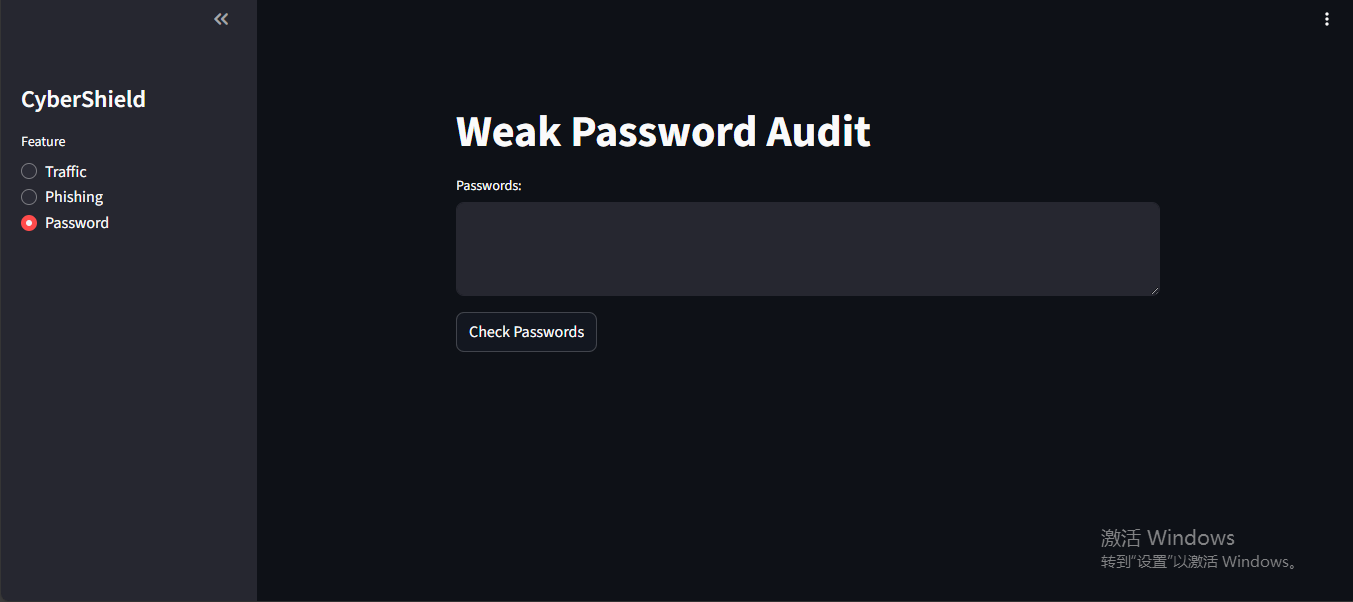 CyberShield
Feature
Traffic
Phishing
Password
Weak Password Audit
Passwords:
Check Passwords
激活 Windows
转到“设置”以激活 Windows。